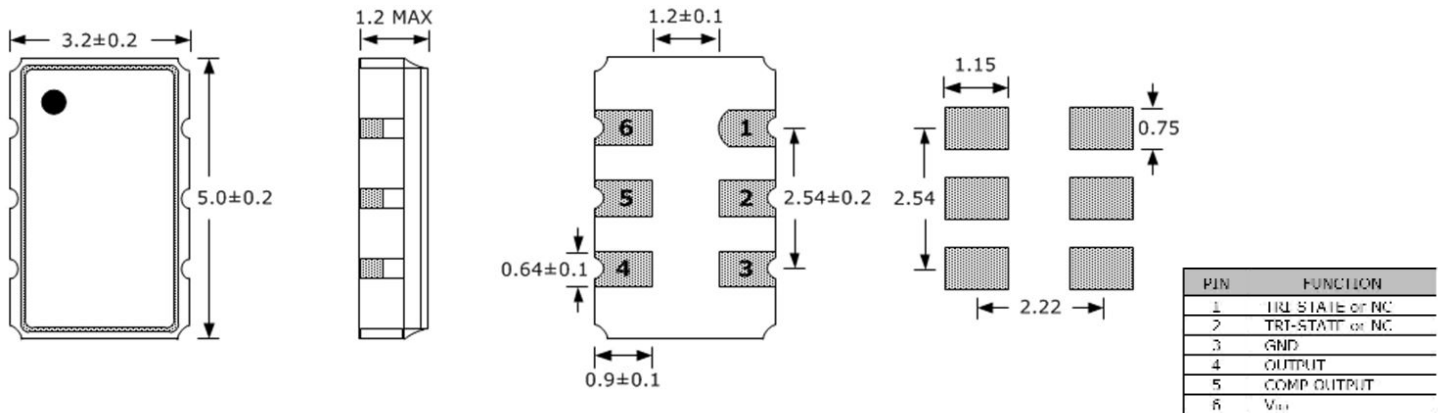 3.2±0.2
1.2 MAX
1.2±0.1
1.15
5.0±0.2
6
1
5
2
4
3
2.54±0.2
0.64±0.1
0.9±0.1
0.75
2.54
2.22
PIN FUNCTION
1 TRI STATE or NC
2 TRI-STATE or NC
3 GND
4 OUTPUT
5 COMP OUTPUT
6